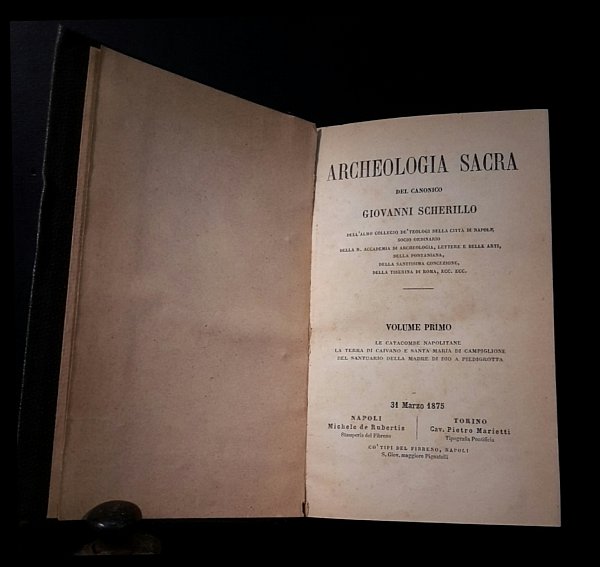 ARCHEOLOGIA SACRA
DEL CANONICO
GIOVANNI SCHERILLO
DELL'ALMO COLLEGIO DE' TEOLOGI DELLA CITTÀ DI NAPOLI,
SOCIO ORDINARIO
DELLA R. ACCADEMIA DI ARCHEOLOGIA, LETTERE E BELLE ARTI,
DELLA PONTANIANA,
DELLA SANTISSIMA CONCEZIONE,
DELLA TIBERINA DI ROMA, ECC. ECC.
VOLUME PRIMO
LE CATACOMBE NAPOLITANE
LA TERRA DI CAIVANO E SANTA MARIA DI CAMPIGLIONE
DEL SANTUARIO DELLA MADRE DI DIO A PIEDIGROTTA
31 Marzo 1875
NAPOLI
Michele de Rubertis
Stamperia del Fibreno
TORINO
Cav. Pietro Marietti
Tipografia Pontificia
CO' TIPI DEL FIBRENO, NAPOLI
S. Giov. maggiore Pignatelli